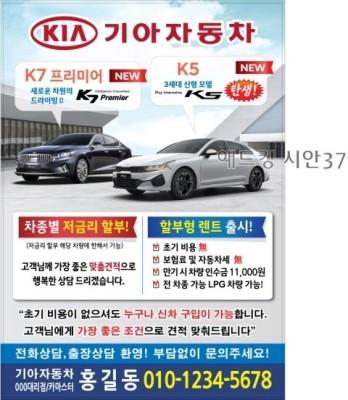 KIA 기아자동차
K7 프리미어 NEW
새로운 차원의
드라이빙!!
K7 Premier
K5 NEW
3세대 신형 모델
K5 탄생!
애드킹 시안37
차종별 저금리 할부!
(저금리 할부 해당 차량에 한해서 가능)
고객님께 가장 좋은 맞춤견적으로
행복한 상담 드리겠습니다.
할부형 렌트 출시!
초기 비용 無
보험료 및 자동차세 無
만기시 차량 인수금 11,000원
전 차종 가능 LPG 차량 가능!
“초기 비용이 없으셔도 누구나 신차 구입이 가능합니다.
고객님에게 가장 좋은 조건으로 견적 맞춰드립니다”
전화상담,출장상담 환영! 부담없이 문의주세요!
기아자동차
000대리점/카마스터
홍길동 010-1234-5678